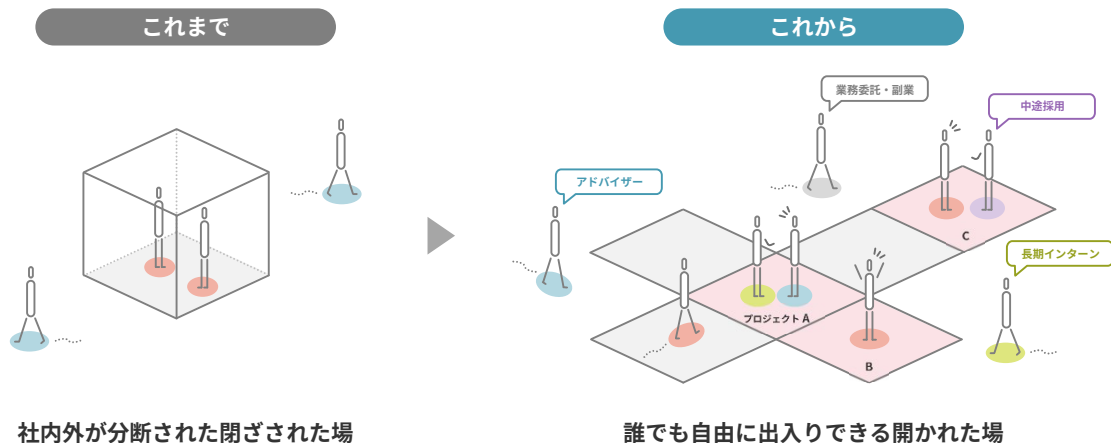 これまで
これから
業務委託・副業
中途採用
アドバイザー
C
長期インターン
プロジェクト A
B
社内外が分断された閉ざされた場
誰でも自由に出入りできる開かれた場